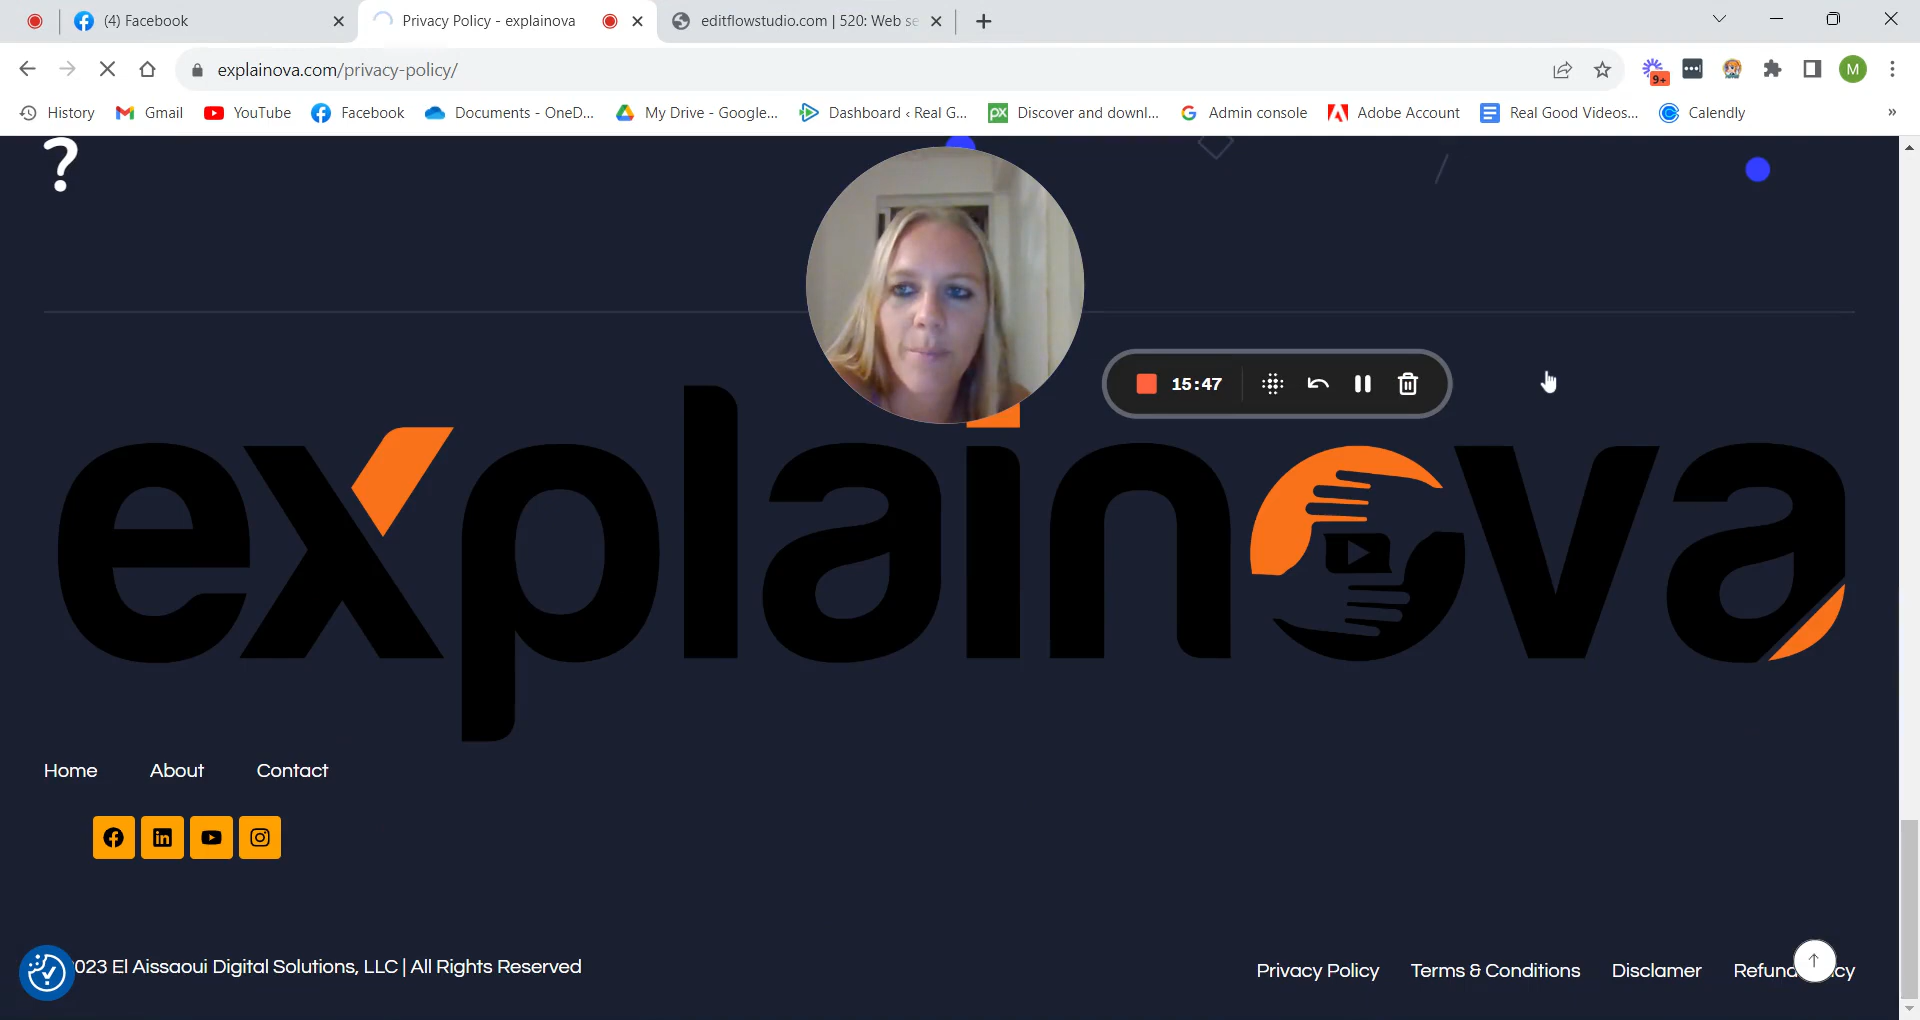 (4) Facebook
Privacy Policy - explainova
editflowstudio.com | 520: Web se
explainova.com/privacy-policy/
9+
M
History
Gmail
YouTube
Facebook
Documents - OneD...
My Drive - Google...
Dashboard ‹ Real G...
Discover and downl...
Admin console
Adobe Account
Real Good Videos...
Calendly
»
?
15:47
explainova
Home About Contact
023 El Aissaoui Digital Solutions, LLC | All Rights Reserved
Privacy Policy Terms & Conditions Disclamer Refund cy